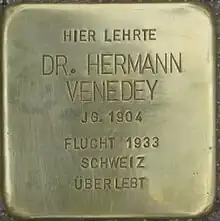 HIER LEHRTE
DR. HERMANN
VENEDEY
JG. 1904
FLUCHT 1933
SCHWEIZ
ÜBERLEBT